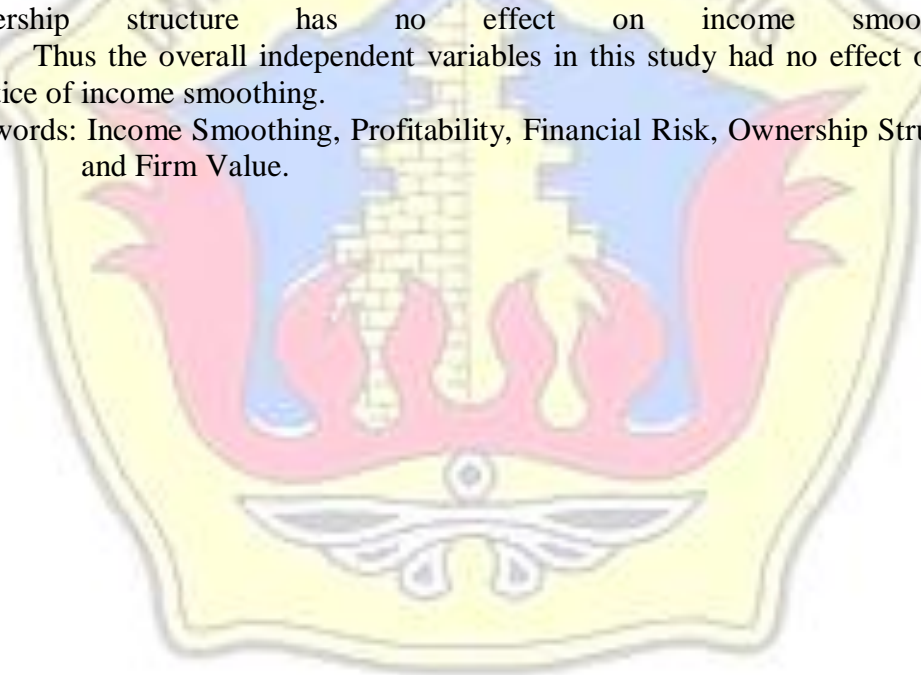 ership structure has no effect on income smoo
Thus the overall independent variables in this study had no effect o
ice of income smoothing.
words: Income Smoothing, Profitability, Financial Risk, Ownership Stru
and Firm Value.